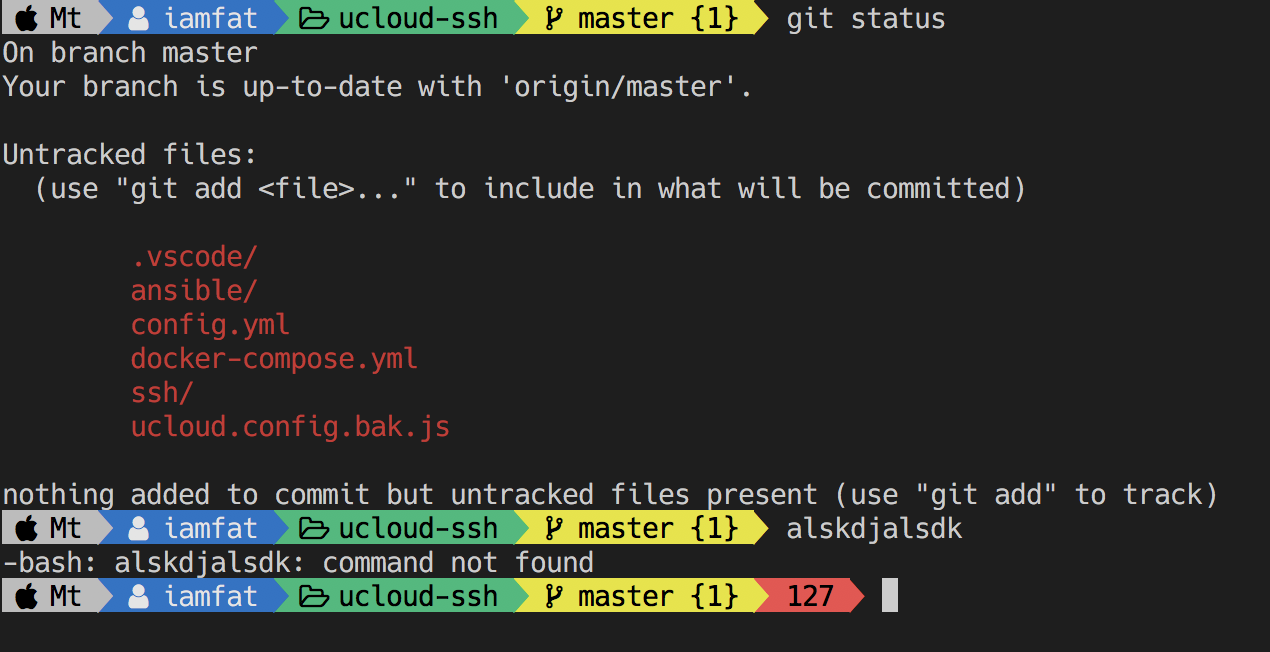 Mt iamfat ucloud-ssh master {1} git status
On branch master
Your branch is up-to-date with 'origin/master'.
Untracked files:
(use "git add <file>..." to include in what will be committed)
.vscode/
ansible/
config.yml
docker-compose.yml
ssh/
ucloud.config.bak.js
nothing added to commit but untracked files present (use "git add" to track)
Mt iamfat ucloud-ssh master {1} alskdjalsdk
-bash: alskdjalsdk: command not found
Mt iamfat ucloud-ssh master {1} 127